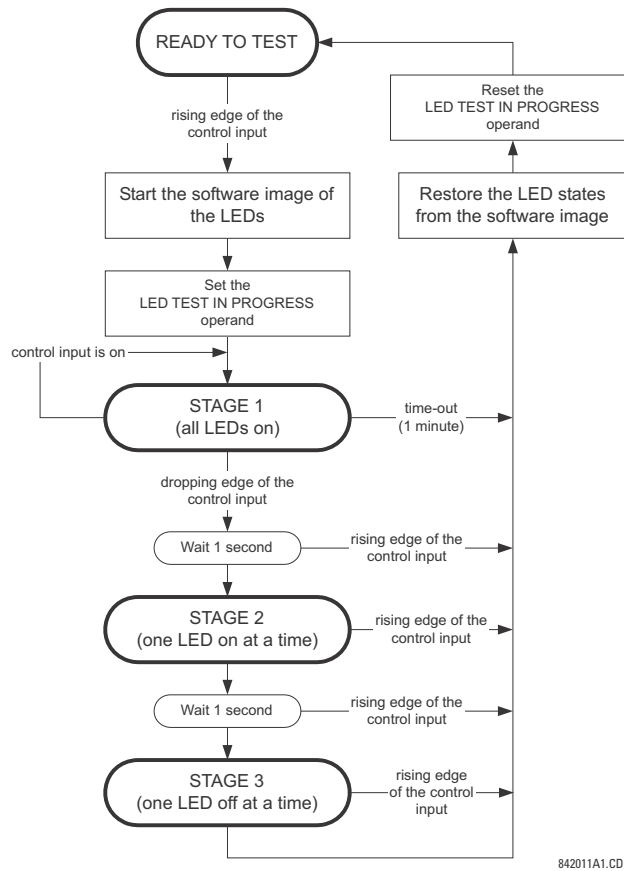 READY TO TEST
rising edge of the
control input
Start the software image of
the LEDs
Set the
LED TEST IN PROGRESS
operand
control input is on
STAGE 1
(all LEDs on)
time-out
(1 minute)
dropping edge of the
control input
Wait 1 second
rising edge of the
control input
STAGE 2
(one LED on at a time)
rising edge of the
control input
Wait 1 second
rising edge of the
control input
STAGE 3
(one LED off at a time)
rising edge
of the control
input
Reset the
LED TEST IN PROGRESS
operand
Restore the LED states
from the software image
842011A1.CD